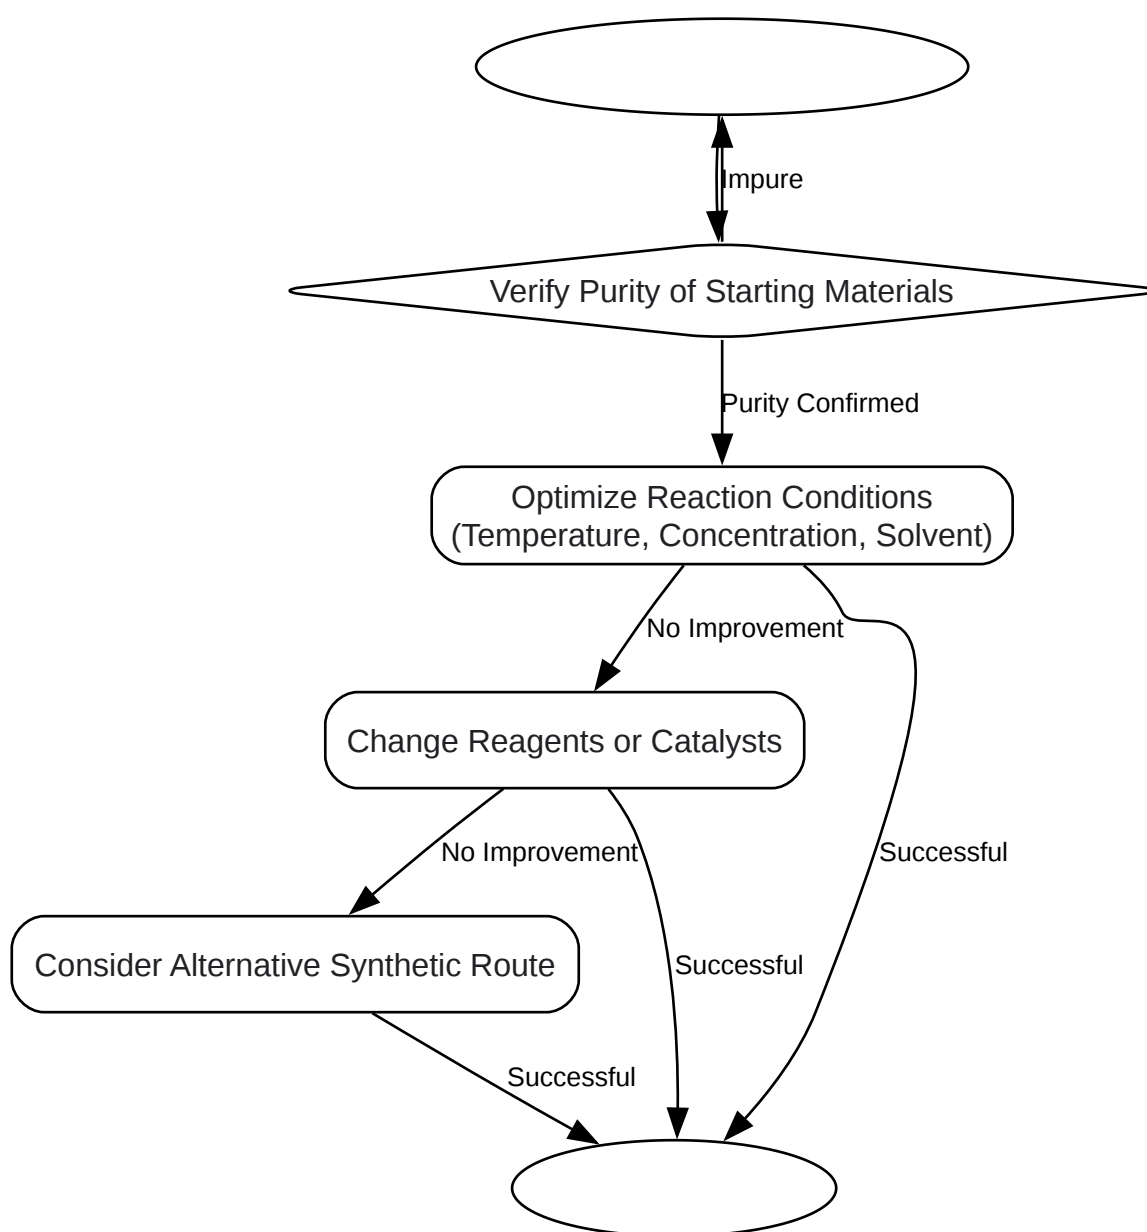 Impure
Verify Purity of Starting Materials
Purity Confirmed
Optimize Reaction Conditions
(Temperature, Concentration, Solvent)
No Improvement
Change Reagents or Catalysts
No Improvement
Successful
Consider Alternative Synthetic Route
Successful
Successful